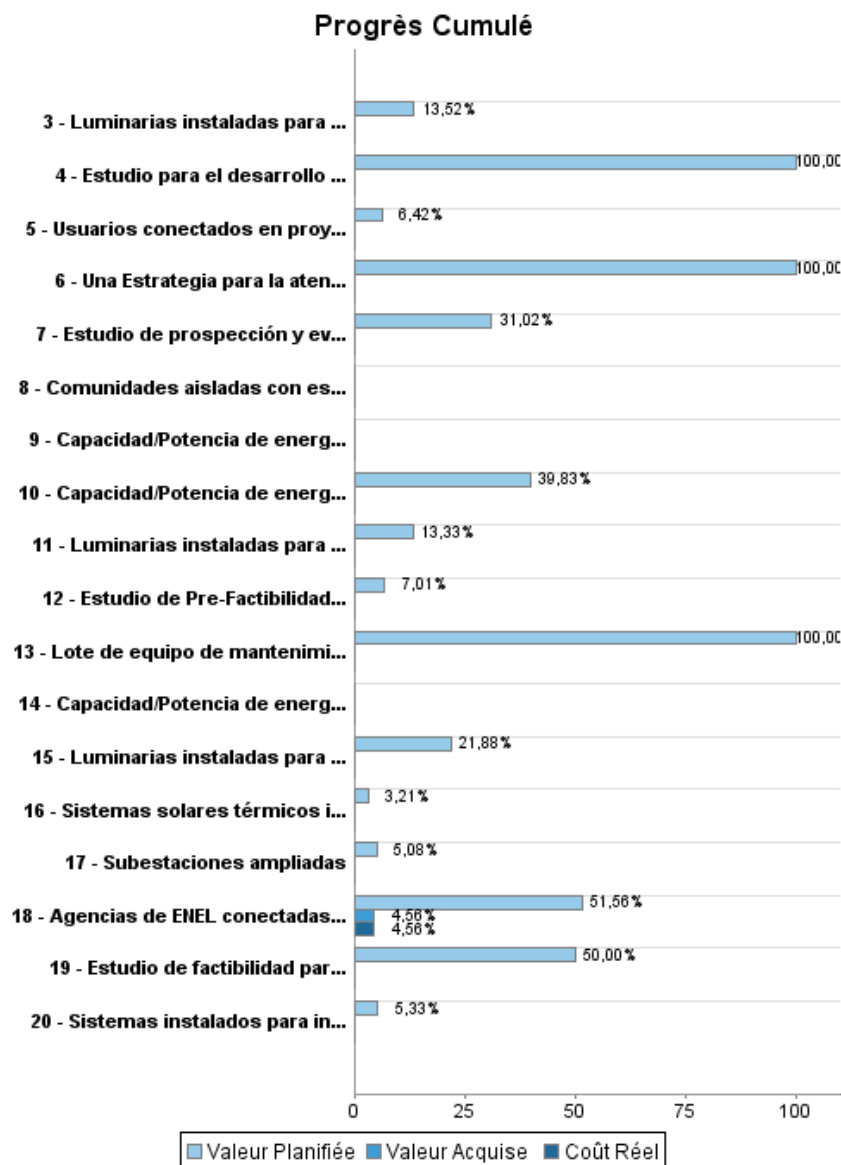 Progrès Cumulé
3 - Luminarias instaladas para ...
13,52%
4 - Estudio para el desarrollo ...
100,00
5 - Usuarios conectados en proy...
6,42%
6 - Una Estrategia para la aten...
100,00
7 - Estudio de prospección y ev...
31,02%
8 - Comunidades aisladas con es...
9 - Capacidad/Potencia de energ...
10 - Capacidad/Potencia de energ...
39,83%
11 - Luminarias instaladas para ...
13,33%
12 - Estudio de Pre-Factibilidad...
7,01%
13 - Lote de equipo de mantenimi...
100,00
14 - Capacidad/Potencia de energ...
15 - Luminarias instaladas para ...
21,88%
16 - Sistemas solares térmicos i...
3,21%
17 - Subestaciones ampliadas
5,08%
18 - Agencias de ENEL conectadas...
51,56%
4,56%
4,56%
19 - Estudio de factibilidad par...
50,00%
20 - Sistemas instalados para in...
5,33%
0 25 50 75 100
Valeur Planifiée Valeur Acquise Coût Réel